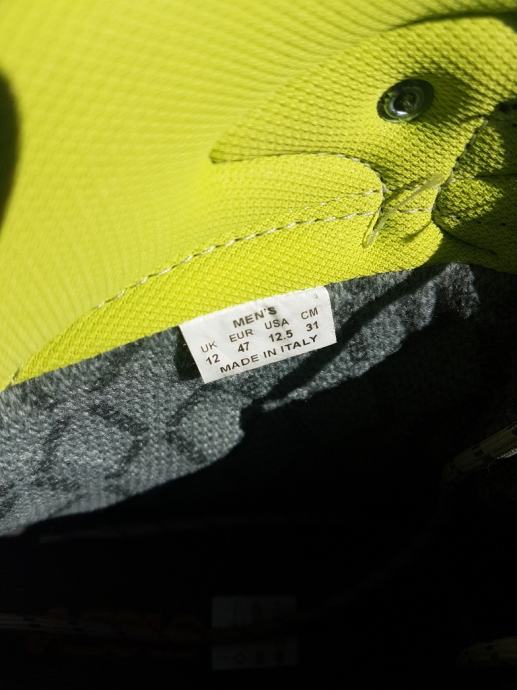 MEN'S
UK EUR USA CM
12 47 12.5 31
MADE IN ITALY